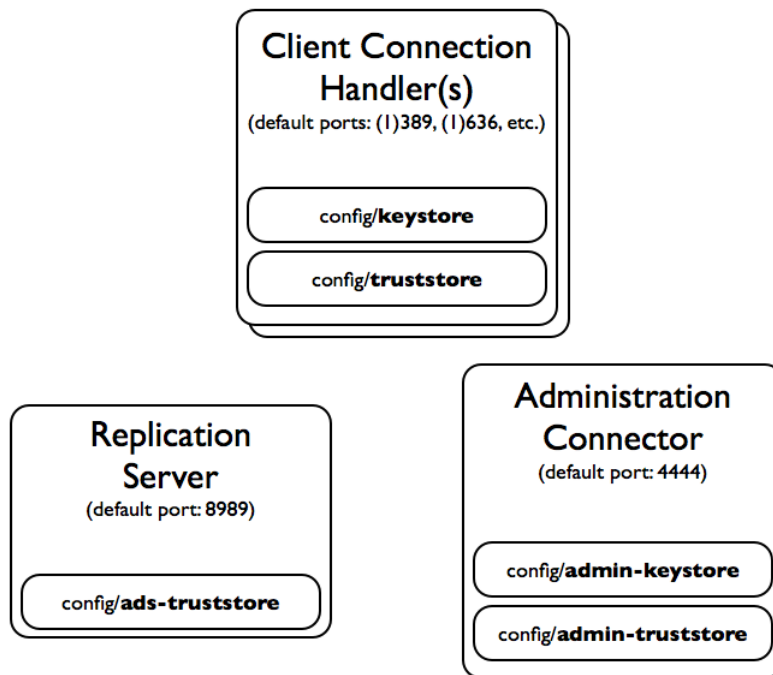 Client Connection
Handler(s)
(default ports: (1)389, (1)636, etc.)
config/keystore
config/truststore
Replication
Server
(default port: 8989)
config/ads-truststore
Administration
Connector
(default port: 4444)
config/admin-keystore
config/admin-truststore